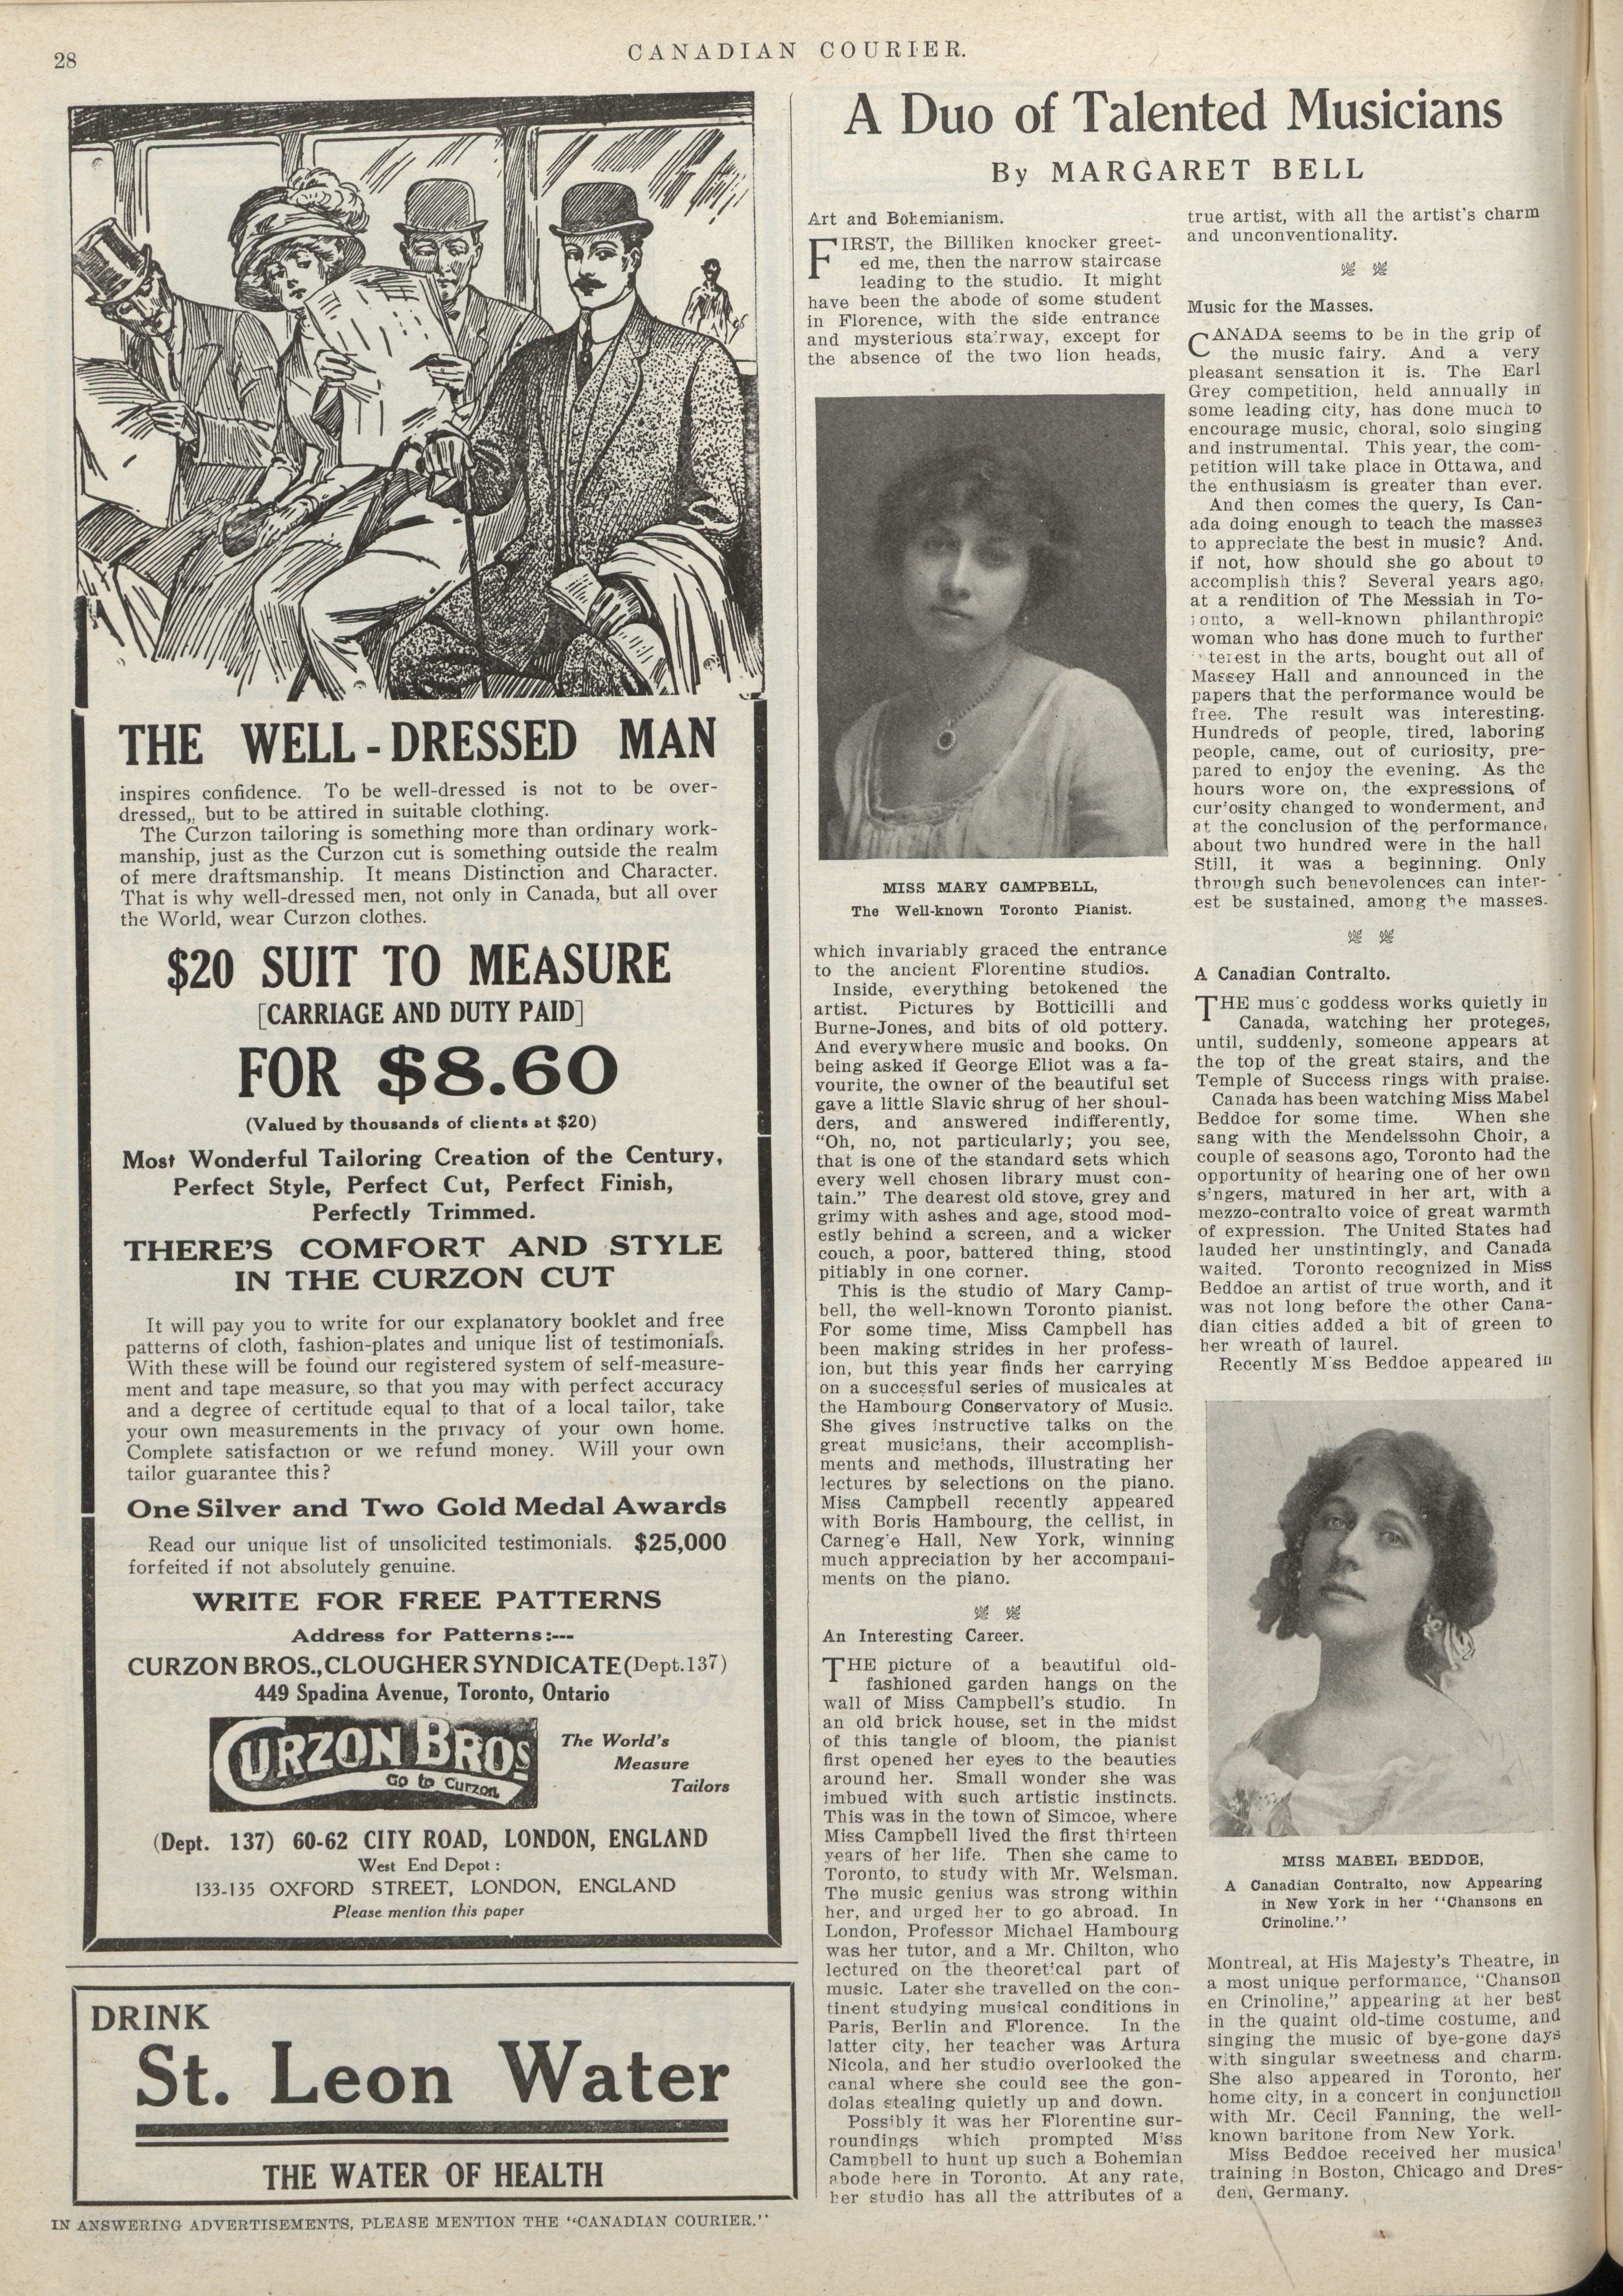 28
CANADIAN COURIER.
THE WELL-DRESSED MAN
inspires confidence. To be well-dressed is not to be over-
dressed,, but to be attired in suitable clothing.
The Curzon tailoring is something more than ordinary work-
manship, just as the Curzon cut is something outside the realm
of mere draftsmanship. It means Distinction and Character.
That is why well-dressed men, not only in Canada, but all over
the World, wear Curzon clothes.
$20 SUIT TO MEASURE
[CARRIAGE AND DUTY PAID]
FOR $8.60
(Valued by thousands of clients at $20)
Most Wonderful Tailoring Creation of the Century,
Perfect Style, Perfect Cut, Perfect Finish,
Perfectly Trimmed.
THERE'S COMFORT AND STYLE
IN THE CURZON CUT
It will pay you to write for our explanatory booklet and free
patterns of cloth, fashion-plates and unique list of testimonials.
With these will be found our registered system of self-measure-
ment and tape measure, so that you may with perfect accuracy
and a degree of certitude equal to that of a local tailor, take
your own measurements in the privacy of your own home.
Complete satisfaction or we refund money. Will your own
tailor guarantee this?
One Silver and Two Gold Medal Awards
Read our unique list of unsolicited testimonials. $25,000
forfeited if not absolutely genuine.
WRITE FOR FREE PATTERNS
Address for Patterns:---
CURZON BROS., CLOUGHER SYNDICATE (Dept. 137)
449 Spadina Avenue, Toronto, Ontario
CURZON BROS
Go to Curzon
The World's
Measure
Tailors
(Dept. 137) 60-62 CITY ROAD, LONDON, ENGLAND
West End Depot:
133-135 OXFORD STREET, LONDON, ENGLAND
Please mention this paper
DRINK
St. Leon Water
THE WATER OF HEALTH
IN ANSWERING ADVERTISEMENTS, PLEASE MENTION THE "CANADIAN COURIER."
A Duo of Talented Musicians
By MARGARET BELL
Art and Bohemianism.
FIRST, the Billiken knocker greet-
ed me, then the narrow staircase
leading to the studio. It might
have been the abode of some student
in Florence, with the side entrance
and mysterious stairway, except for
the absence of the two lion heads,
MISS MARY CAMPBELL,
The Well-known Toronto Pianist.
which invariably graced the entrance
to the ancient Florentine studios.
Inside, everything betokened the
artist. Pictures by Botticilli and
Burne-Jones, and bits of old pottery.
And everywhere music and books. On
being asked if George Eliot was a fa-
vourite, the owner of the beautiful set
gave a little Slavic shrug of her shoul-
ders, and answered indifferently,
"Oh, no, not particularly; you see,
that is one of the standard sets which
every well chosen library must con-
tain." The dearest old stove, grey and
grimy with ashes and age, stood mod-
estly behind a screen, and a wicker
couch, a poor, battered thing, stood
pitiably in one corner.
This is the studio of Mary Camp-
bell, the well-known Toronto pianist.
For some time, Miss Campbell has
been making strides in her profess-
ion, but this year finds her carrying
on a successful series of musicales at
the Hambourg Conservatory of Music.
She gives instructive talks on the
great musicians, their accomplish-
ments and methods, illustrating her
lectures by selections on the piano.
Miss Campbell recently appeared
with Boris Hambourg, the cellist, in
Carnegie Hall, New York, winning
much appreciation by her accompani-
ments on the piano.
An Interesting Career.
THE picture of a beautiful old-
fashioned garden hangs on the
wall of Miss Campbell's studio. In
an old brick house, set in the midst
of this tangle of bloom, the pianist
first opened her eyes to the beauties
around her. Small wonder she was
imbued with such artistic instincts.
This was in the town of Simcoe, where
Miss Campbell lived the first thirteen
years of her life. Then she came to
Toronto, to study with Mr. Welsman.
The music genius was strong within
her, and urged her to go abroad. In
London, Professor Michael Hambourg
was her tutor, and a Mr. Chilton, who
lectured on the theoretical part of
music. Later she travelled on the con-
tinent studying musical conditions in
Paris, Berlin and Florence. In the
latter city, her teacher was Artura
Nicola, and her studio overlooked the
canal where she could see the gon-
dolas stealing quietly up and down.
Possibly it was her Florentine sur-
roundings which prompted Miss
Campbell to hunt up such a Bohemian
abode here in Toronto. At any rate,
her studio has all the attributes of a
true artist, with all the artist's charm
and unconventionality.
Music for the Masses.
CANADA seems to be in the grip of
the music fairy. And a very
pleasant sensation it is. The Earl
Grey competition, held annually in
some leading city, has done much to
encourage music, choral, solo singing
and instrumental. This year, the com-
petition will take place in Ottawa, and
the enthusiasm is greater than ever.
And then comes the query, Is Can-
ada doing enough to teach the masses
to appreciate the best in music? And,
if not, how should she go about to
accomplish this? Several years ago,
at a rendition of The Messiah in To-
ronto, a well-known philanthropic
woman who has done much to further
terest in the arts, bought out all of
Massey Hall and announced in the
papers that the performance would be
free. The result was interesting.
Hundreds of people, tired, laboring
people, came, out of curiosity, pre-
pared to enjoy the evening. As the
hours wore on, the expressions of
curiosity changed to wonderment, and
at the conclusion of the performance,
about two hundred were in the hall
Still, it was a beginning. Only
through such benevolences can inter-
est be sustained, among the masses.
A Canadian Contralto.
THE music goddess works quietly in
Canada, watching her proteges,
until, suddenly, someone appears at
the top of the great stairs, and the
Temple of Success rings with praise.
Canada has been watching Miss Mabel
Beddoe for some time. When she
sang with the Mendelssohn Choir, a
couple of seasons ago, Toronto had the
opportunity of hearing one of her own
singers, matured in her art, with a
mezzo-contralto voice of great warmth
of expression. The United States had
lauded her unstintingly, and Canada
waited. Toronto recognized in Miss
Beddoe an artist of true worth, and it
was not long before the other Cana-
dian cities added a bit of green to
her wreath of laurel.
Recently Miss Beddoe appeared in
MISS MABEL BEDDOE,
A Canadian Contralto, now Appearing
in New York in her "Chansons en
Crinoline."
Montreal, at His Majesty's Theatre, in
a most unique performance, "Chanson
en Crinoline," appearing at her best
in the quaint old-time costume, and
singing the music of bye-gone days
with singular sweetness and charm.
She also appeared in Toronto, her
home city, in a concert in conjunction
with Mr. Cecil Fanning, the well-
known baritone from New York.
Miss Beddoe received her musical
training in Boston, Chicago and Dres-
den, Germany.